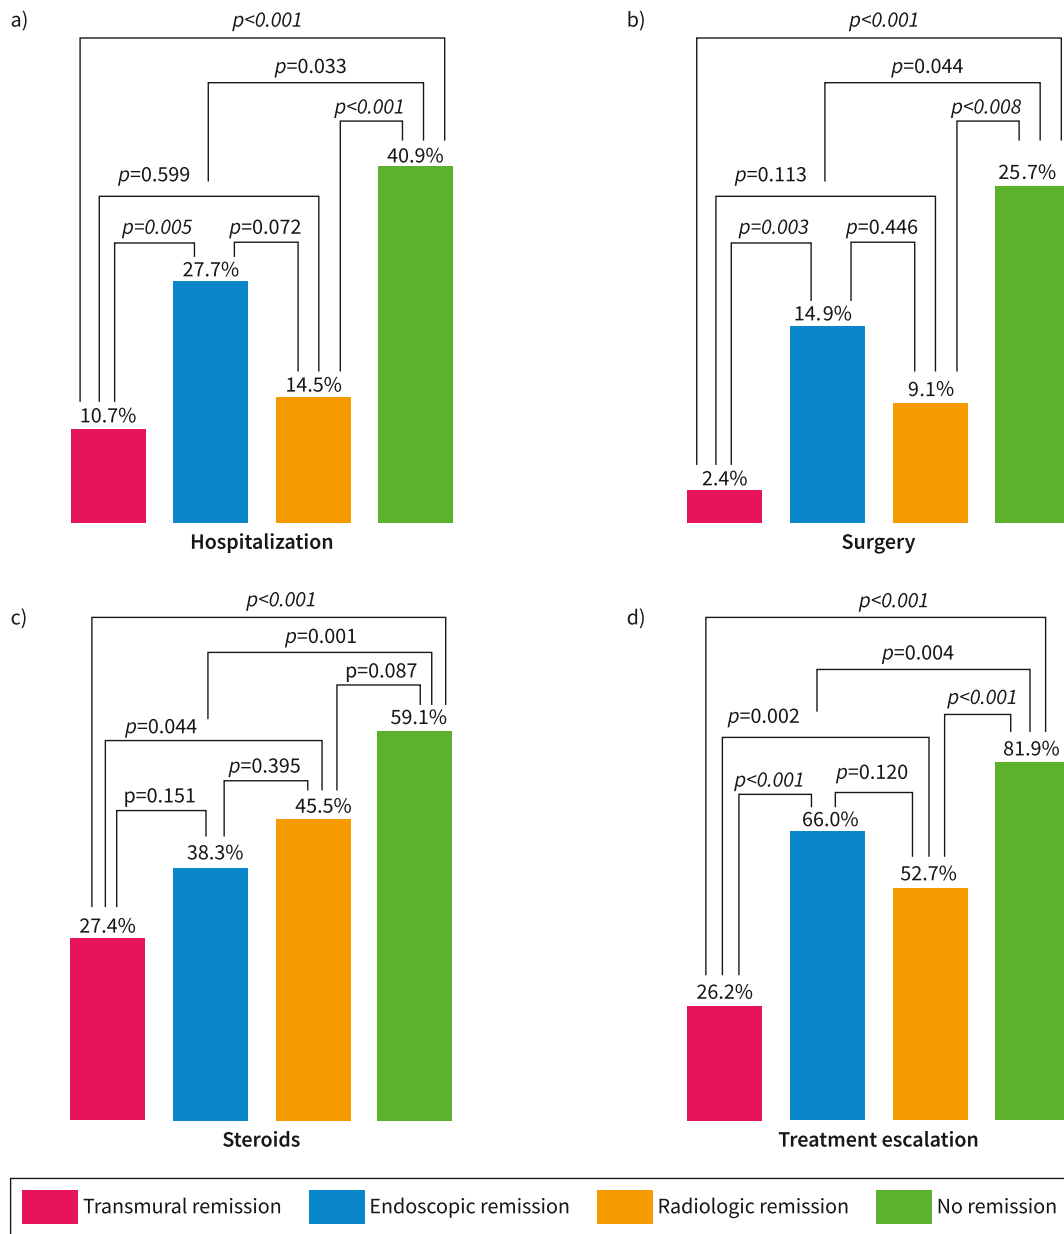 a)
p<0.001
p=0.033
p<0.001
40.9%
p=0.599
p=0.005
p=0.072
27.7%
14.5%
10.7%
Hospitalization
b)
p<0.001
p=0.044
p<0.008
25.7%
p=0.113
p=0.003
p=0.446
14.9%
9.1%
2.4%
Surgery
c)
p<0.001
p=0.001
p=0.087
59.1%
p=0.044
p=0.395
p=0.151
45.5%
38.3%
27.4%
Steroids
d)
p<0.001
p=0.004
p<0.001
p=0.002
81.9%
p<0.001
p=0.120
66.0%
52.7%
26.2%
Treatment escalation
Transmural remission Endoscopic remission Radiologic remission No remission